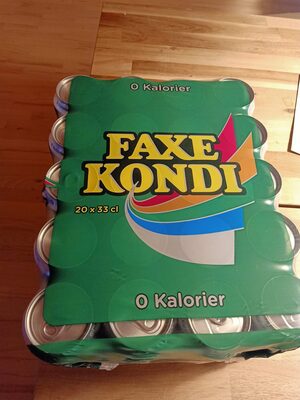 0 Kalorier
FAXE
KONDI
20 x 33 cl
0 Kalorier